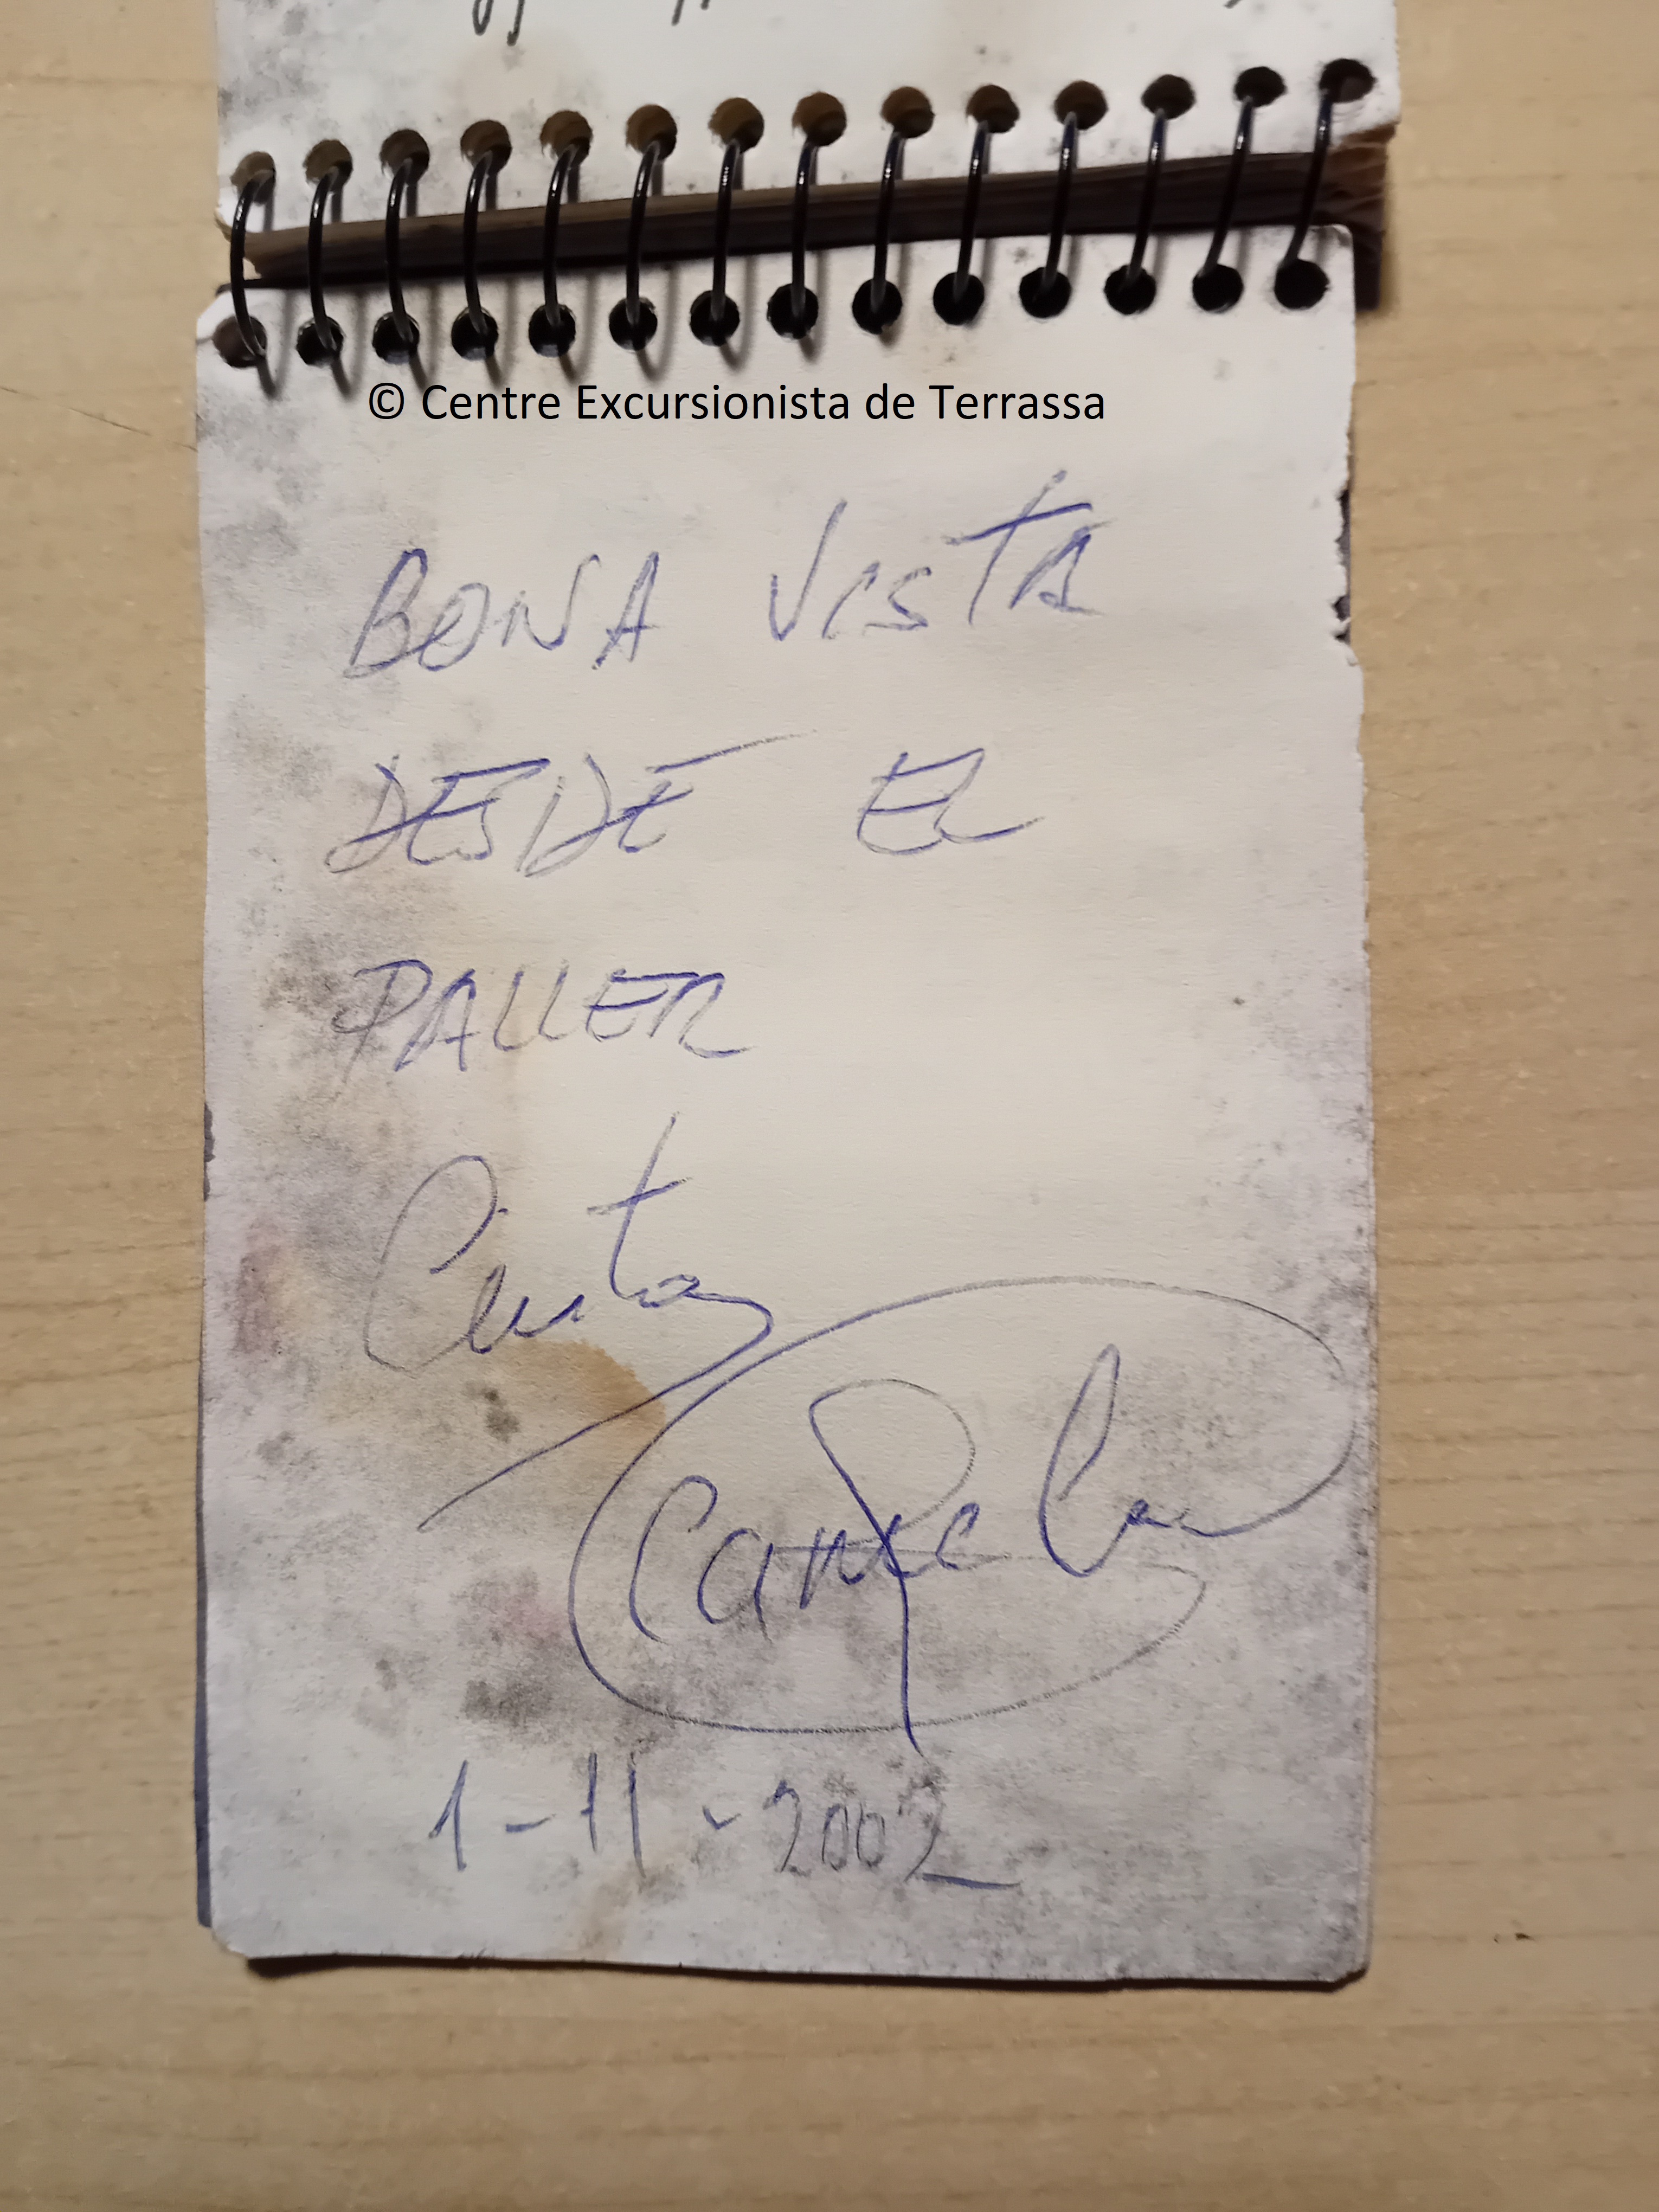 © Centre Excursionista de Terrassa
BONA VISTA
DESDE EL
PALLER
1-11-2002